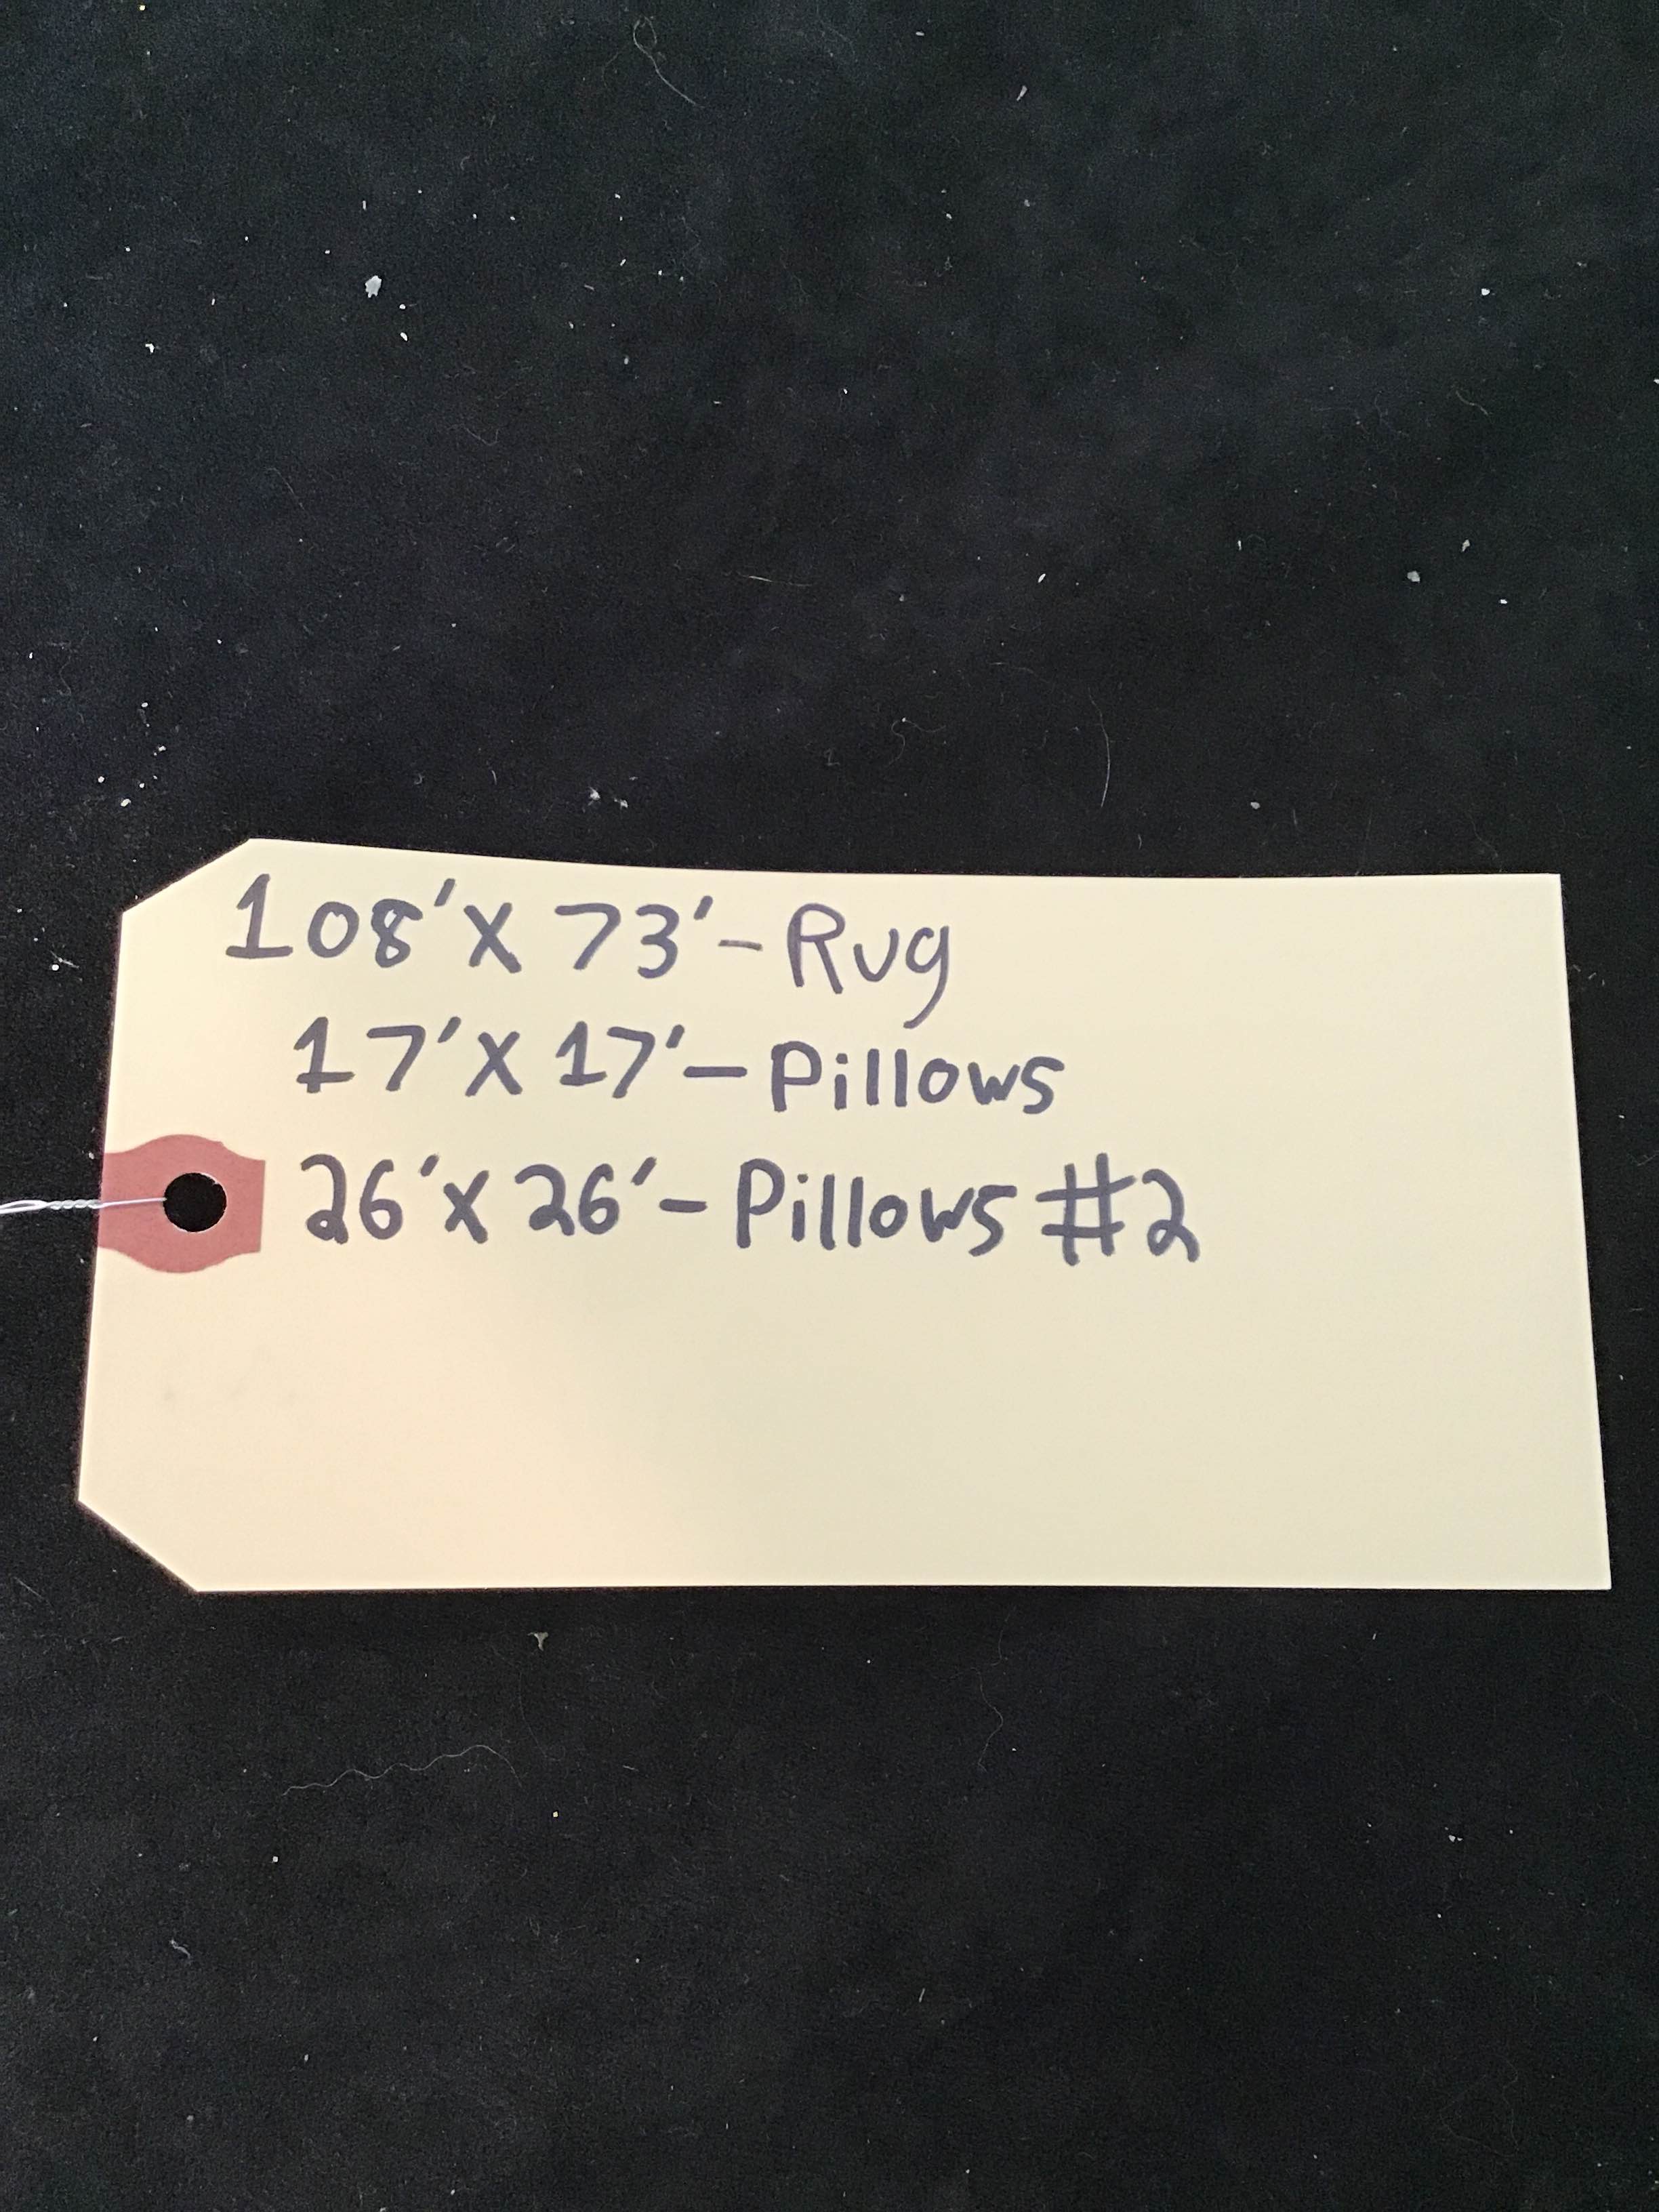 108'X 73'-Rug
17'X 17'-Pillows
26'X 26'-Pillows #2